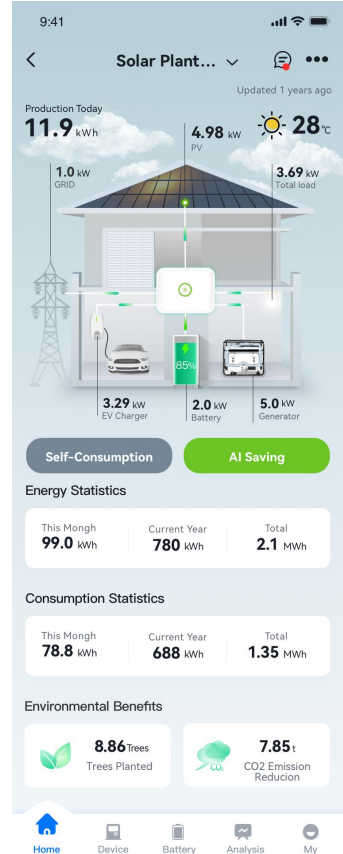 9:41
Solar Plant...
Updated 1 years ago
Production Today
11.9 kWh
4.98 kW
PV
28℃
1.0 kW
GRID
3.69 kW
Total load
85%
3.29 kW
EV Charger
2.0 kW
Battery
5.0 kW
Generator
Self-Consumption
AI Saving
Energy Statistics
This Mongh
99.0 kWh
Current Year
780 kWh
Total
2.1 MWh
Consumption Statistics
This Mongh
78.8 kWh
Current Year
688 kWh
Total
1.35 MWh
Environmental Benefits
8.86 Trees
Trees Planted
CO₂
7.85 t
CO2 Emission
Reducion
Home
Device
Battery
Analysis
My